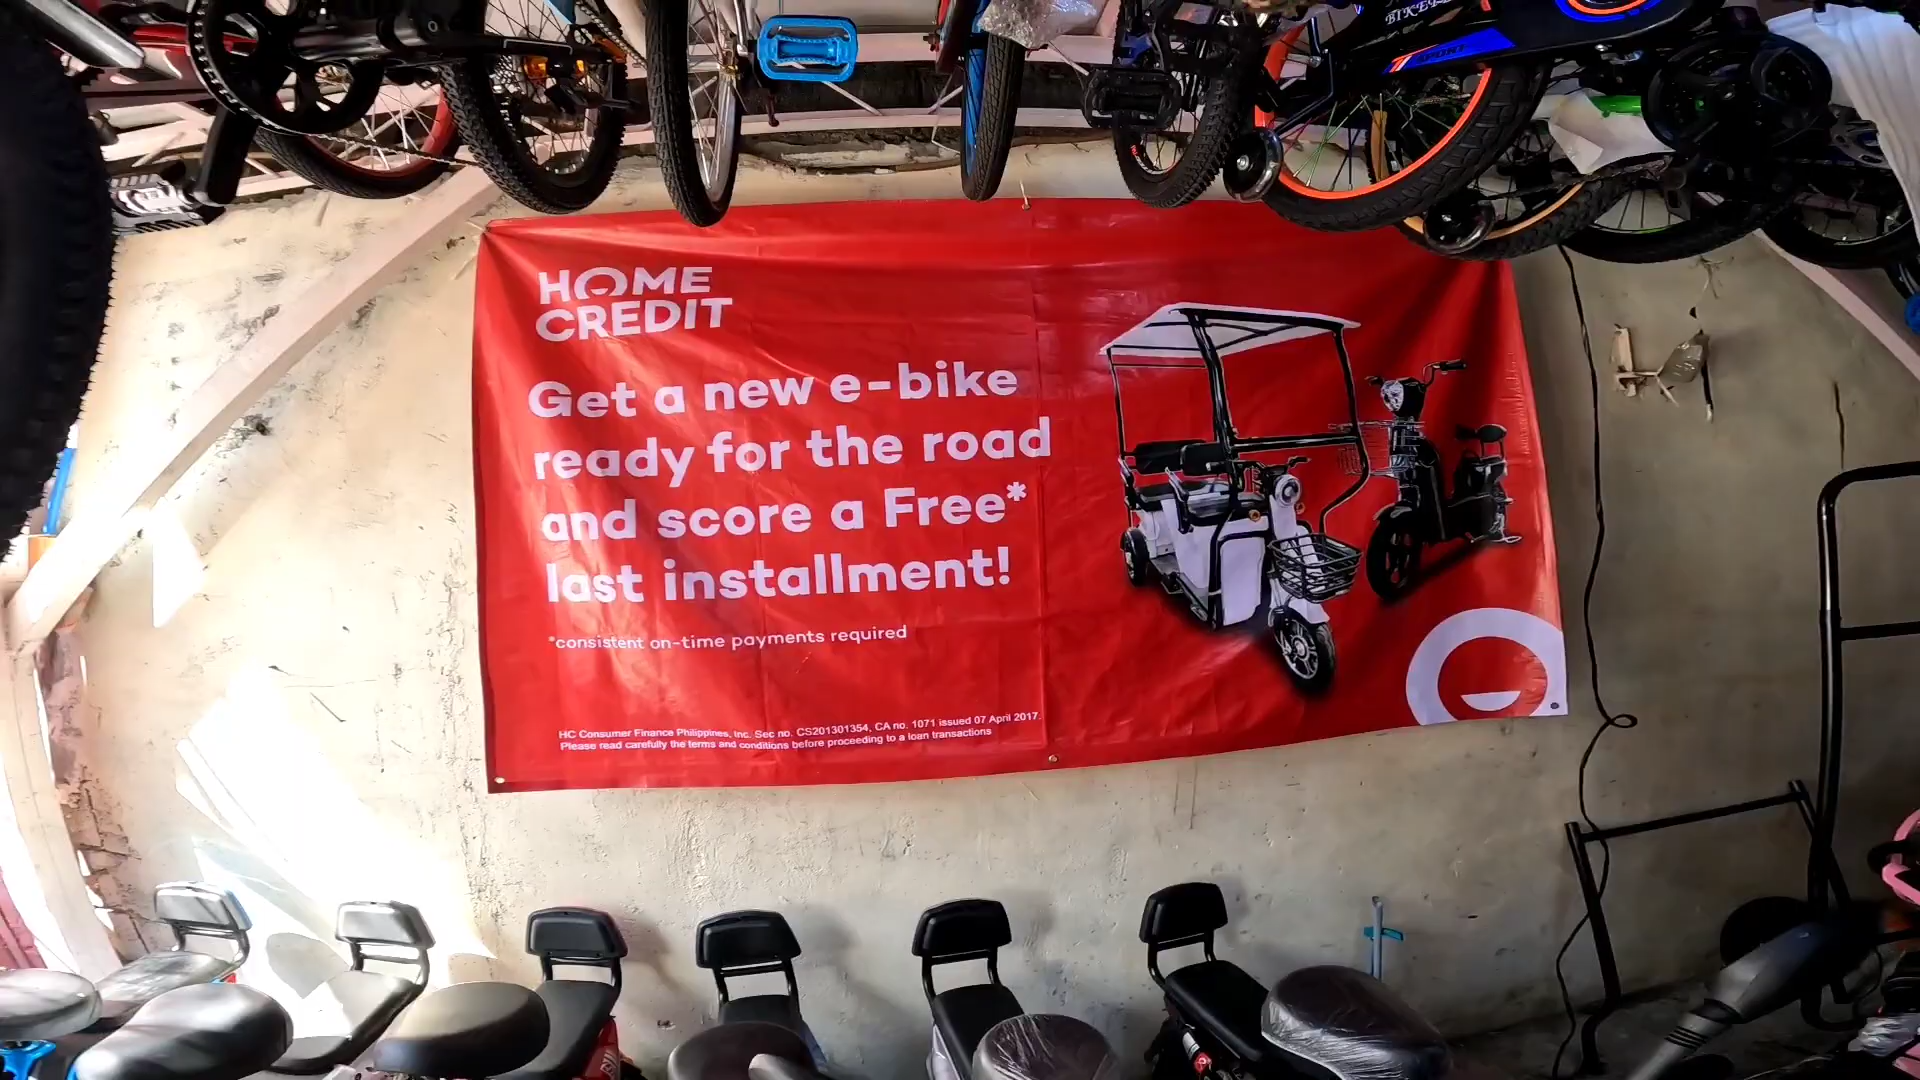 BIKE
SPORT
HOME
CREDIT
Get a new e-bike
ready for the road
and score a Free*
last installment!
*consistent on-time payments required
HC Consumer Finance Philippines, Inc. Sec no. CS201301354, CA no. 1071 issued 07 April 2017.
Please read carefully the terms and conditions before proceeding to a loan transactions